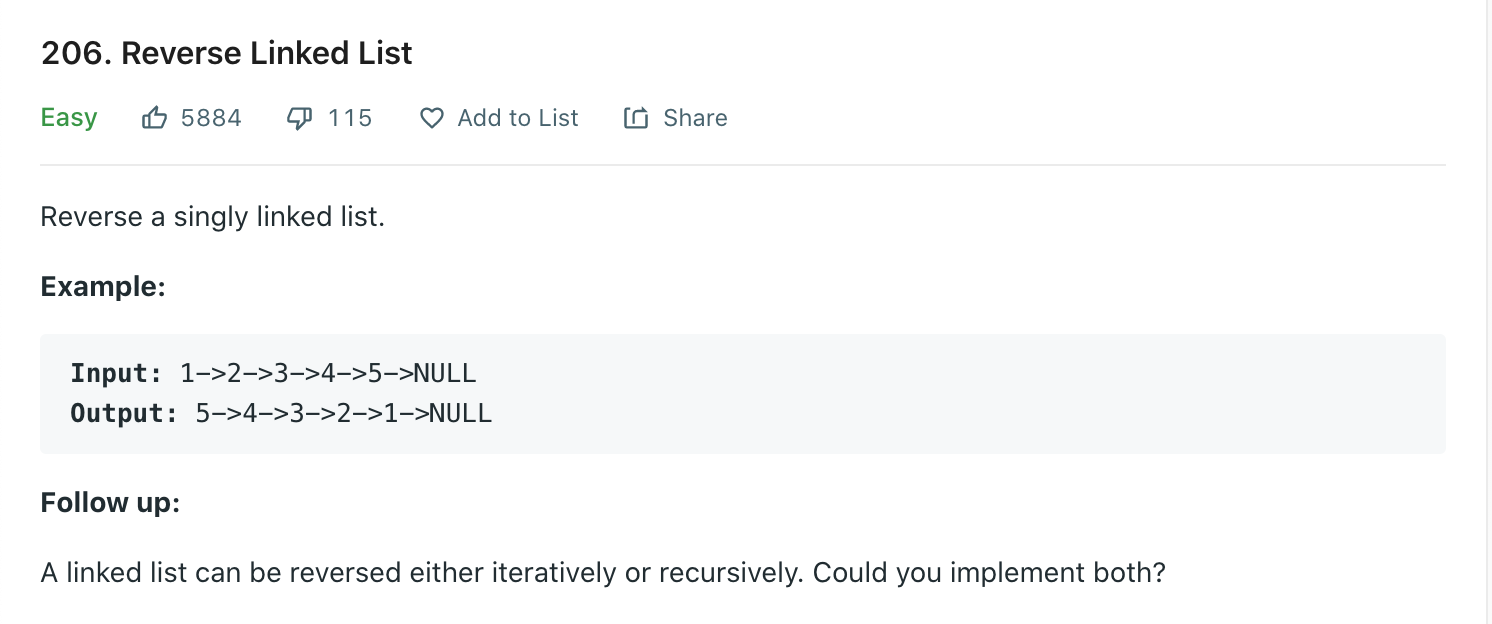 206. Reverse Linked List
Easy 5884 115 Add to List Share
Reverse a singly linked list.
Example:
Input: 1->2->3->4->5->NULL
Output: 5->4->3->2->1->NULL
Follow up:
A linked list can be reversed either iteratively or recursively. Could you implement both?